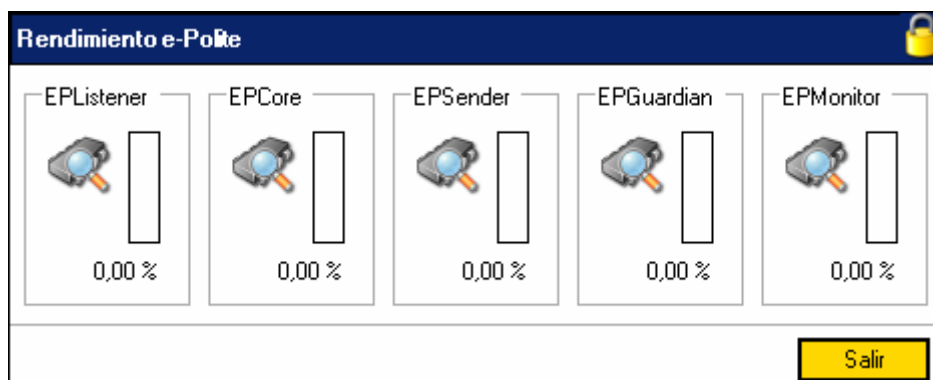 Rendimiento e-Polite
EPListener EPCore EPSender EPGuardian EPMonitor
0,00 % 0,00 % 0,00 % 0,00 % 0,00 %
Salir